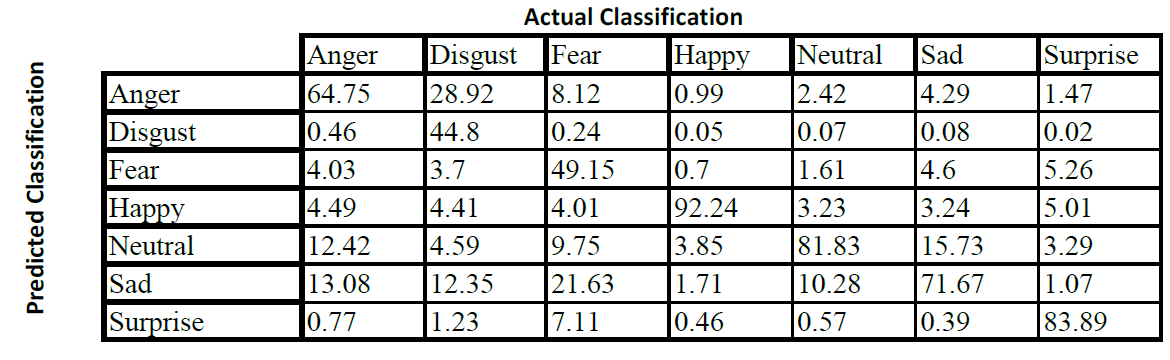 Actual Classification
Predicted Classification
Anger Disgust Fear Happy Neutral Sad Surprise
Anger 64.75 28.92 8.12 0.99 2.42 4.29 1.47
Disgust 0.46 44.8 0.24 0.05 0.07 0.08 0.02
Fear 4.03 3.7 49.15 0.7 1.61 4.6 5.26
Happy 4.49 4.41 4.01 92.24 3.23 3.24 5.01
Neutral 12.42 4.59 9.75 3.85 81.83 15.73 3.29
Sad 13.08 12.35 21.63 1.71 10.28 71.67 1.07
Surprise 0.77 1.23 7.11 0.46 0.57 0.39 83.89